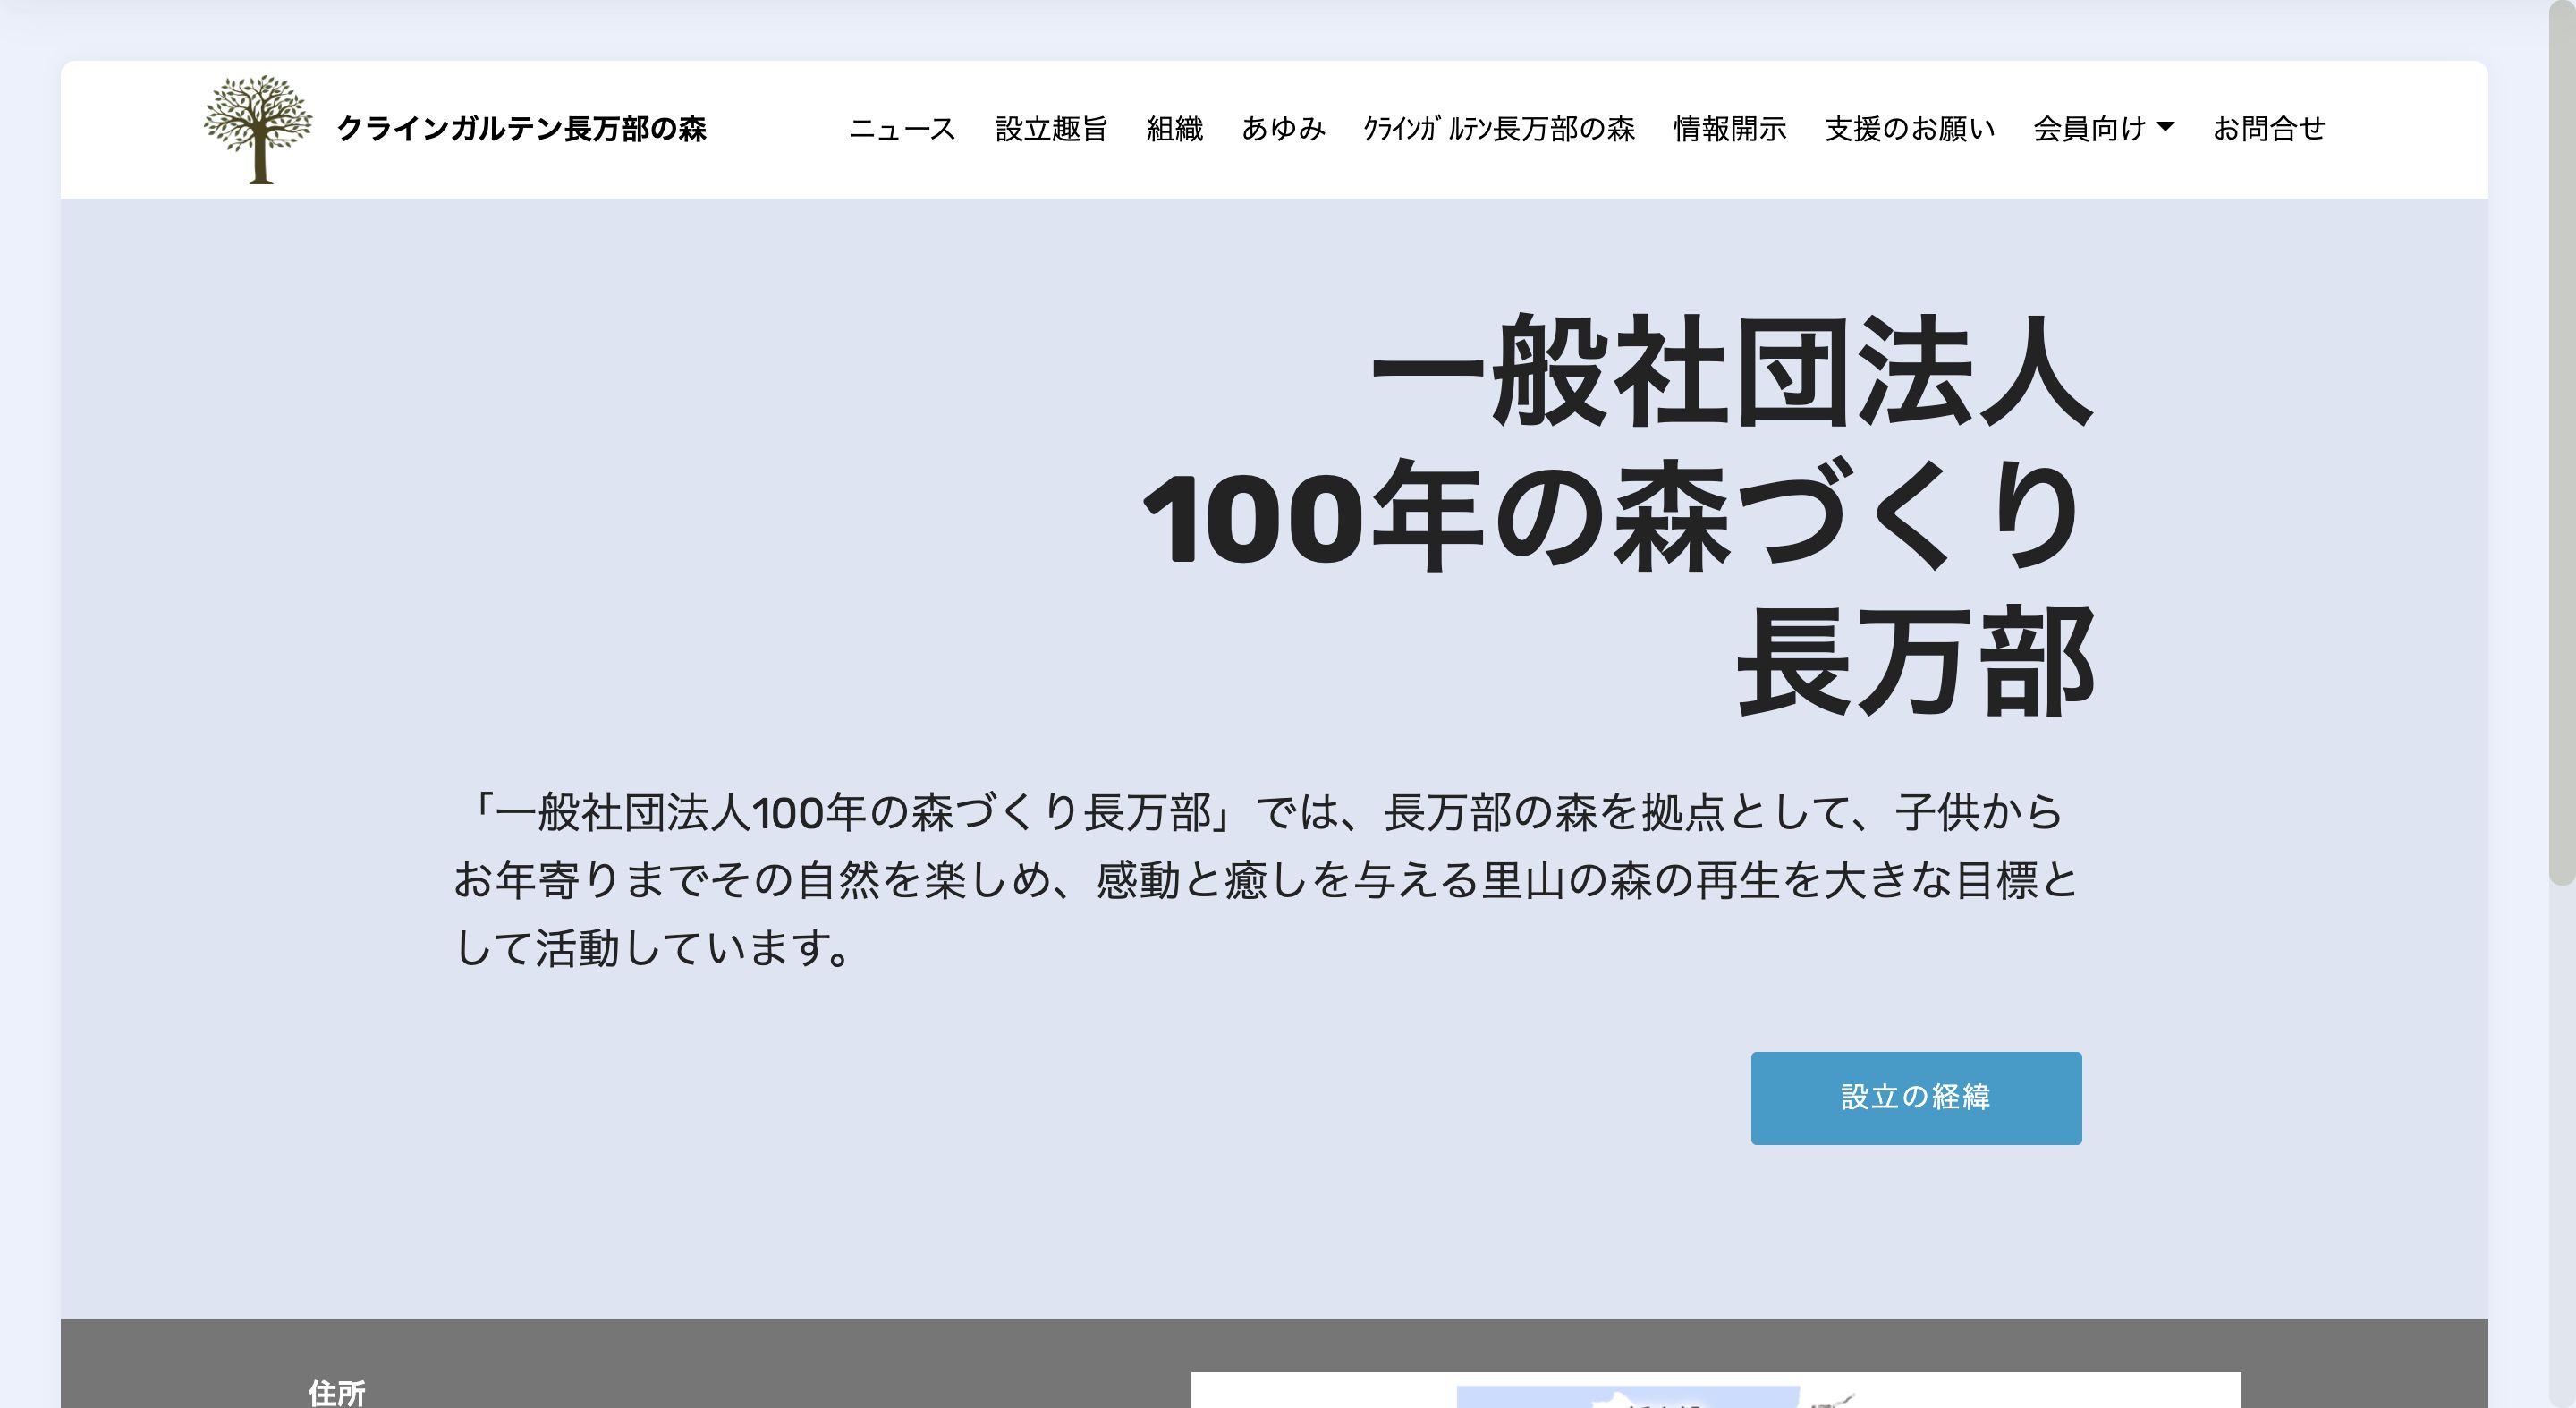 クラインガルテン長万部の森
ニュース 設立趣旨 組織 あゆみ ｸﾗｲﾝｶﾞﾙﾃﾝ長万部の森 情報開示 支援のお願い 会員向け お問合せ
一般社団法人
100年の森づくり
長万部
「一般社団法人100年の森づくり長万部」では、長万部の森を拠点として、子供から
お年寄りまでその自然を楽しめ、感動と癒しを与える里山の森の再生を大きな目標と
して活動しています。
設立の経緯
住所